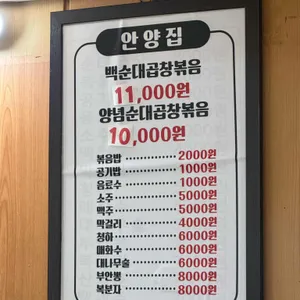 안양집
백순대곱창볶음
11,000원
양념순대곱창볶음
10,000원
볶음밥 ············ 2000원
공기밥 ············ 1000원
음료수 ············ 1000원
소주 ··············· 5000원
맥주 ··············· 5000원
막걸리 ············ 4000원
청하 ··············· 6000원
매화수 ············ 6000원
대나무술 ········· 6000원
부안뽕 ············ 8000원
복분자 ············ 8000원